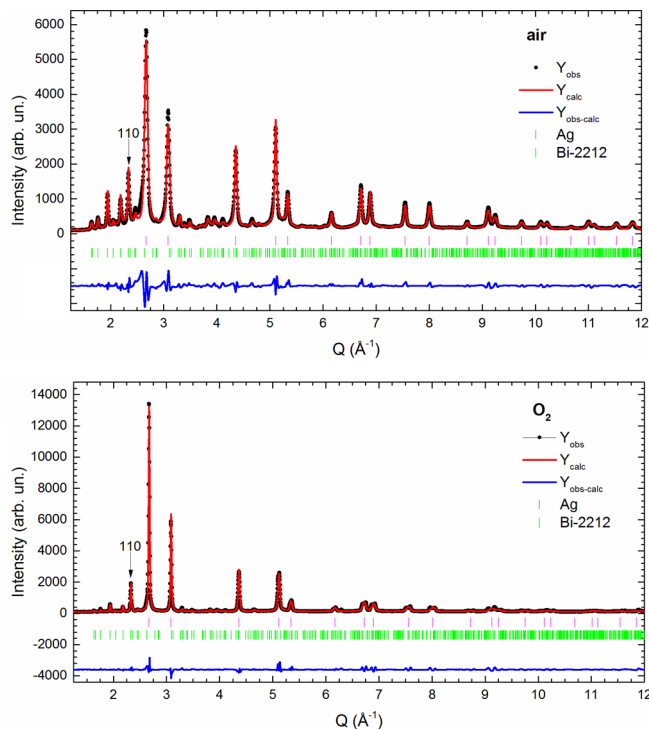 6000
5000
4000
3000
2000
1000
0
Intensity (arb. un.)
110
air
Yobs
Ycalc
Yobs-calc
Ag
Bi-2212
2 3 4 5 6 7 8 9 10 11 12
Q (Å⁻¹)
14000
12000
10000
8000
6000
4000
2000
0
-2000
-4000
Intensity (arb. un.)
110
O₂
Yobs
Ycalc
Yobs-calc
Ag
Bi-2212
2 3 4 5 6 7 8 9 10 11 12
Q (Å⁻¹)